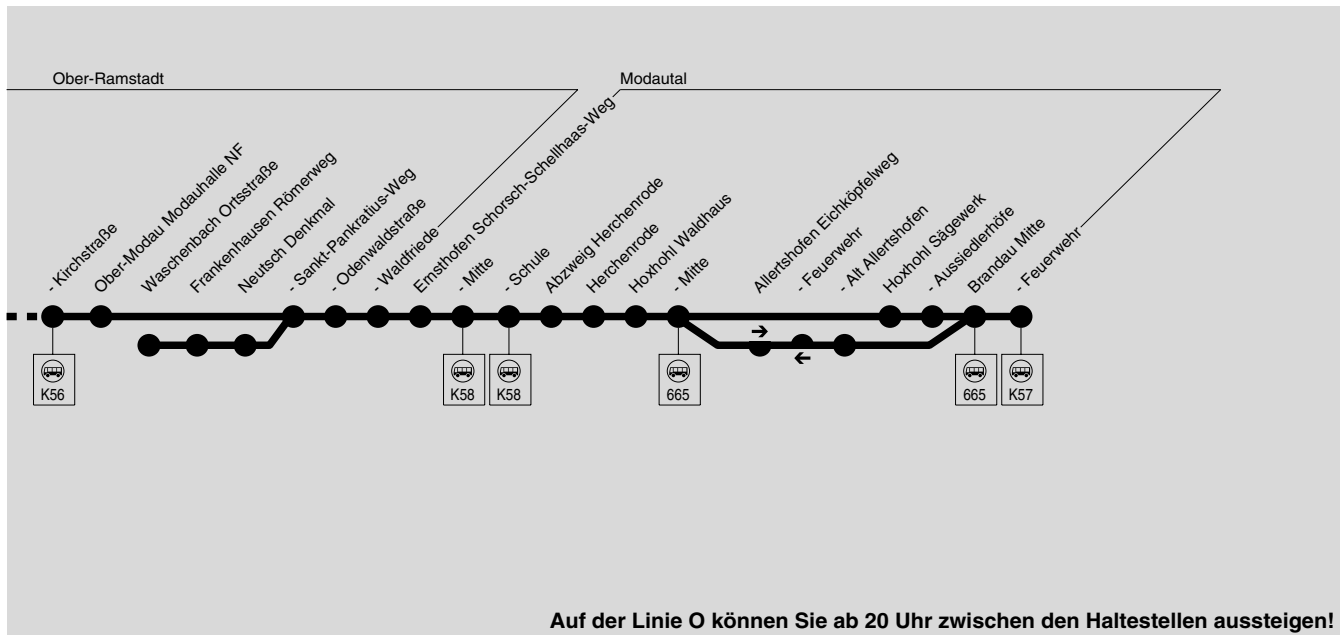 Ober-Ramstadt
Modautal
- Kirchstraße
Ober-Modau Modauhalle NF
Waschenbach Ortsstraße
Frankenhausen Römerweg
Neutsch Denkmal
- Sankt-Pankratius-Weg
- Odenwaldstraße
- Waldfriede
Ernsthofen Schorsch-Schellhaas-Weg
- Mitte
- Schule
Abzweig Herchenrode
Herchenrode
Hoxhohl Waldhaus
- Mitte
Allertshofen Eichköpfelweg
- Feuerwehr
- Alt Allertshofen
Hoxhohl Sägewerk
- Aussiedlerhöfe
Brandau Mitte
- Feuerwehr
K56
K58
K58
665
665
K57
Auf der Linie O können Sie ab 20 Uhr zwischen den Haltestellen aussteigen!